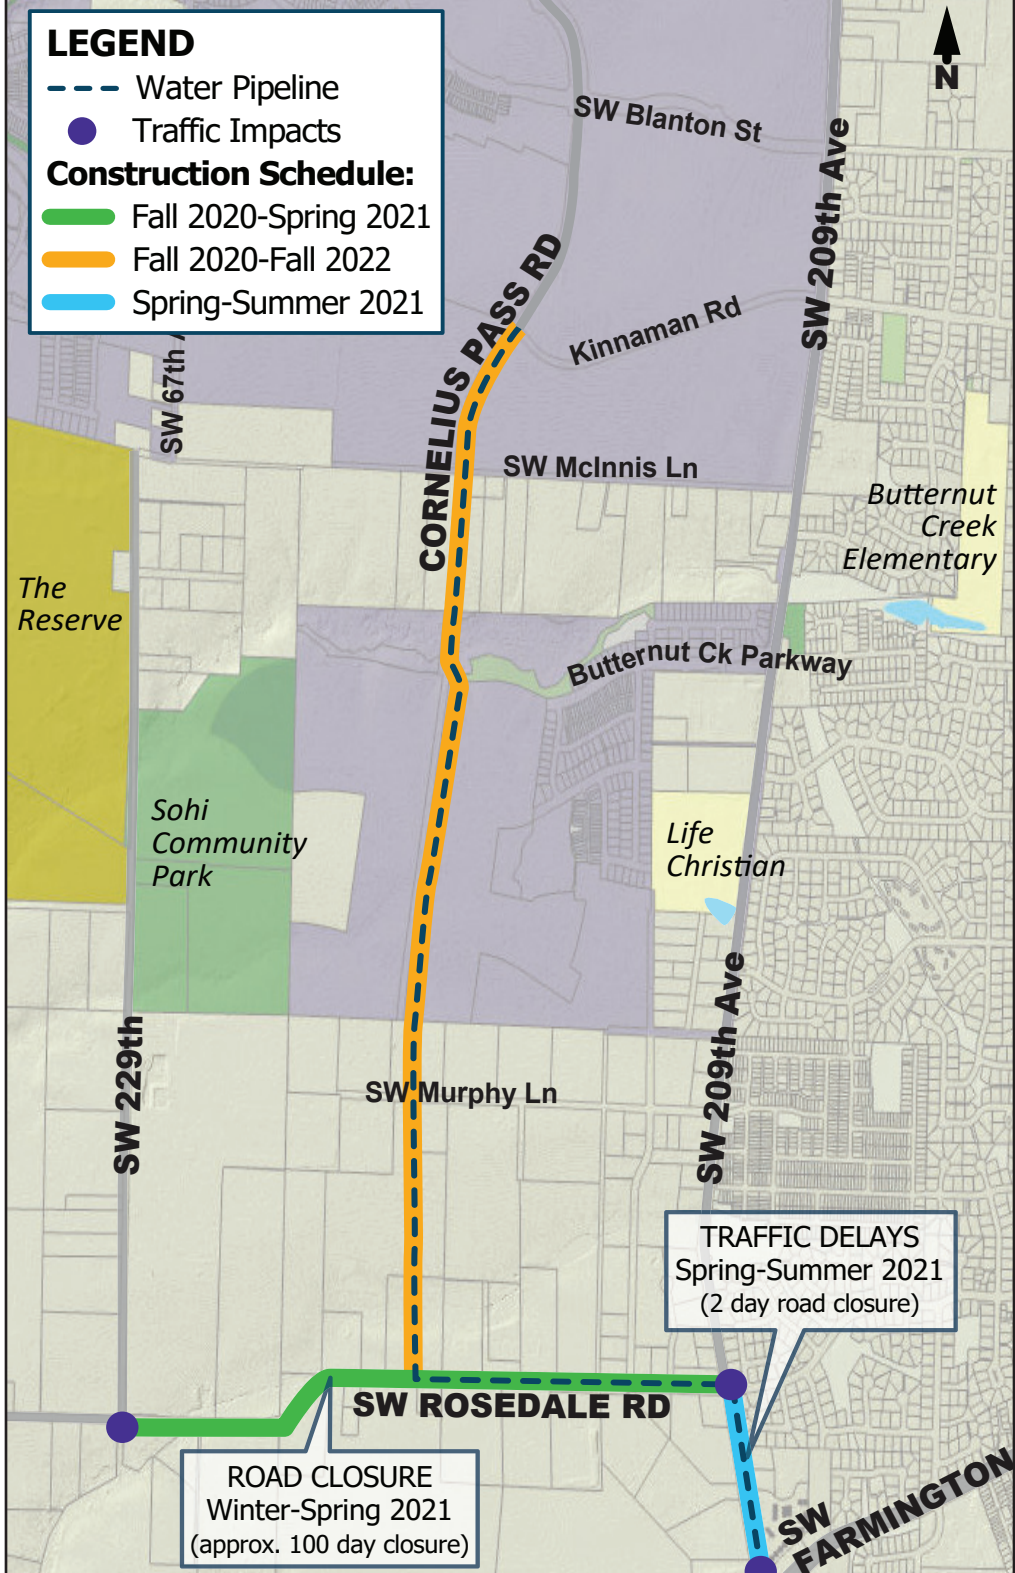 LEGEND
Water Pipeline
Traffic Impacts
Construction Schedule:
Fall 2020-Spring 2021
Fall 2020-Fall 2022
Spring-Summer 2021
N
SW Blanton St
SW 209th Ave
CORNELIUS PASS RD
Kinnaman Rd
SW 67th
SW McInnis Ln
Butternut
Creek
Elementary
The
Reserve
Butternut Ck Parkway
Sohi
Community
Park
Life
Christian
SW 229th
SW 209th Ave
SW Murphy Ln
TRAFFIC DELAYS
Spring-Summer 2021
(2 day road closure)
SW ROSEDALE RD
ROAD CLOSURE
Winter-Spring 2021
(approx. 100 day closure)
SW
FARMINGTON